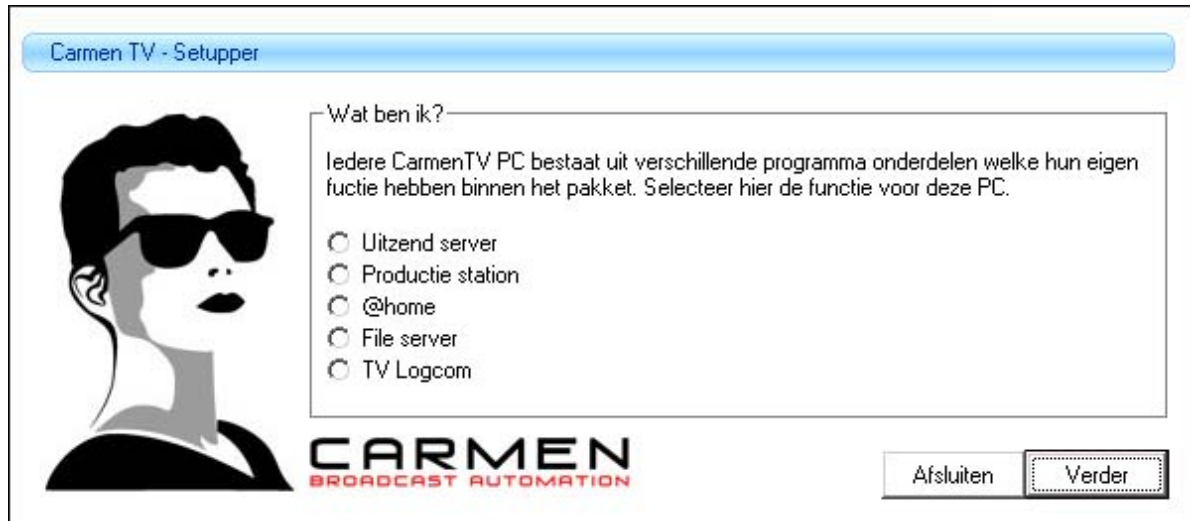 Carmen TV - Setupper
Wat ben ik?
Iedere CarmenTV PC bestaat uit verschillende programma onderdelen welke hun eigen
fuctie hebben binnen het pakket. Selecteer hier de functie voor deze PC.
Uitzend server
Productie station
@home
File server
TV Logcom
CARMEN
BROADCAST AUTOMATION
Afsluiten
Verder